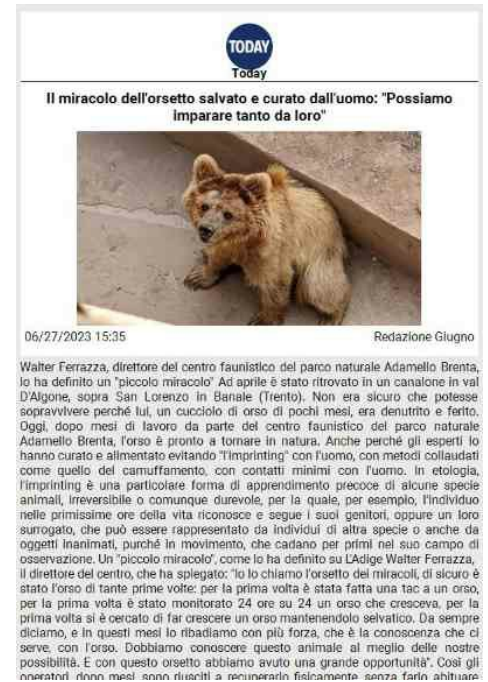 TODAY
Today
Il miracolo dell'orsetto salvato e curato dall'uomo: "Possiamo
imparare tanto da loro"
06/27/2023 15:35
Redazione Giugno
Walter Ferrazza, direttore del centro faunistico del parco naturale Adamello Brenta,
lo ha definito un "piccolo miracolo" Ad aprile è stato ritrovato in un canalone in val
D'Algone, sopra San Lorenzo in Banale (Trento). Non era sicuro che potesse
sopravvivere perché lui, un cucciolo di orso di pochi mesi, era denutrito e ferito.
Oggi, dopo mesi di lavoro da parte del centro faunistico del parco naturale
Adamello Brenta, l'orso è pronto a tornare in natura. Anche perché gli esperti lo
hanno curato e alimentato evitando "l'imprinting" con l'uomo, con metodi collaudati
come quello del camuffamento, con contatti minimi con l'uomo. In etologia,
l'imprinting è una particolare forma di apprendimento precoce di alcune specie
animali, irreversibile o comunque durevole, per la quale, per esempio, l'individuo
nelle primissime ore della vita riconosce e segue i suoi genitori, oppure un loro
surrogato, che può essere rappresentato da individui di altra specie o anche da
oggetti inanimati, purché in movimento, che cadano per primi nel suo campo di
osservazione. Un "piccolo miracolo", come lo ha definito su L'Adige Walter Ferrazza,
il direttore del centro, che ha spiegato: "Io lo chiamo l'orsetto dei miracoli, di sicuro è
stato l'orso di tante prime volte: per la prima volta è stata fatta una tac a un orso,
per la prima volta è stato monitorato 24 ore su 24 un orso che cresceva, per la
prima volta si è cercato di far crescere un orso mantenendolo selvatico. Da sempre
diciamo, e in questi mesi lo ribadiamo con più forza, che è la conoscenza che ci
serve, con l'orso. Dobbiamo conoscere questo animale al meglio delle nostre
possibilità. E con questo orsetto abbiamo avuto una grande opportunità". Così gli
operatori, dopo mesi, sono riusciti a recuperarlo fisicamente, senza farlo abituare